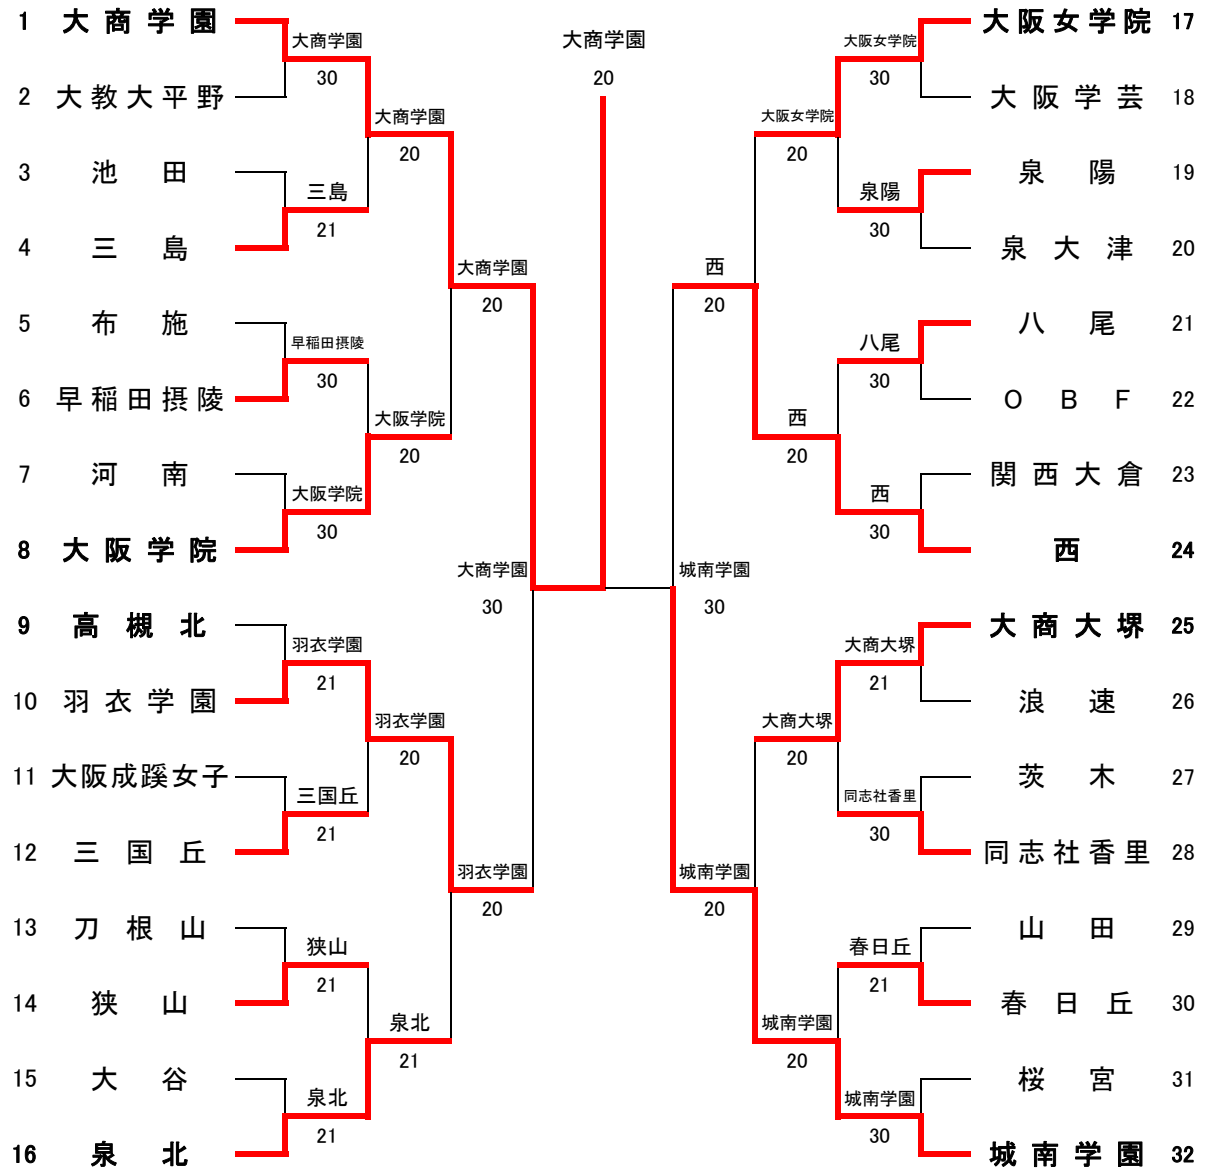 1 大商学園
大商学園
30
2 大教大平野
大商学園
20
3 池田
三島
21
4 三島
大商学園
20
5 布施
早稲田摂陵
30
6 早稲田摂陵
大阪学院
20
7 河南
大阪学院
30
8 大阪学院
大商学園
30
9 高槻北
羽衣学園
21
10 羽衣学園
羽衣学園
20
11 大阪成蹊女子
三国丘
21
12 三国丘
羽衣学園
20
13 刀根山
狭山
21
14 狭山
泉北
21
15 大谷
泉北
21
16 泉北
大商学園
20
大阪女学院 17
大阪女学院
30
大阪学芸 18
大阪女学院
20
泉陽 19
泉陽
30
泉大津 20
西
20
八尾 21
八尾
30
OBF 22
西
20
関西大倉 23
西
30
西 24
城南学園
30
大商大堺 25
大商大堺
21
浪速 26
大商大堺
20
茨木 27
同志社香里
30
同志社香里 28
城南学園
20
山田 29
春日丘
21
春日丘 30
城南学園
20
桜宮 31
城南学園
30
城南学園 32